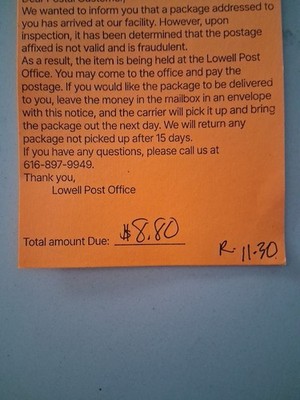 Dear Postal Customer,
We wanted to inform you that a package addressed to
you has arrived at our facility. However, upon
inspection, it has been determined that the postage
affixed is not valid and is fraudulent.
As a result, the item is being held at the Lowell Post
Office. You may come to the office and pay the
postage. If you would like the package to be delivered
to you, leave the money in the mailbox in an envelope
with this notice, and the carrier will pick it up and bring
the package out the next day. We will return any
package not picked up after 15 days.
If you have any questions, please call us at
616-897-9949.
Thank you,
Lowell Post Office
Total amount Due: $8.80
R. 11-30